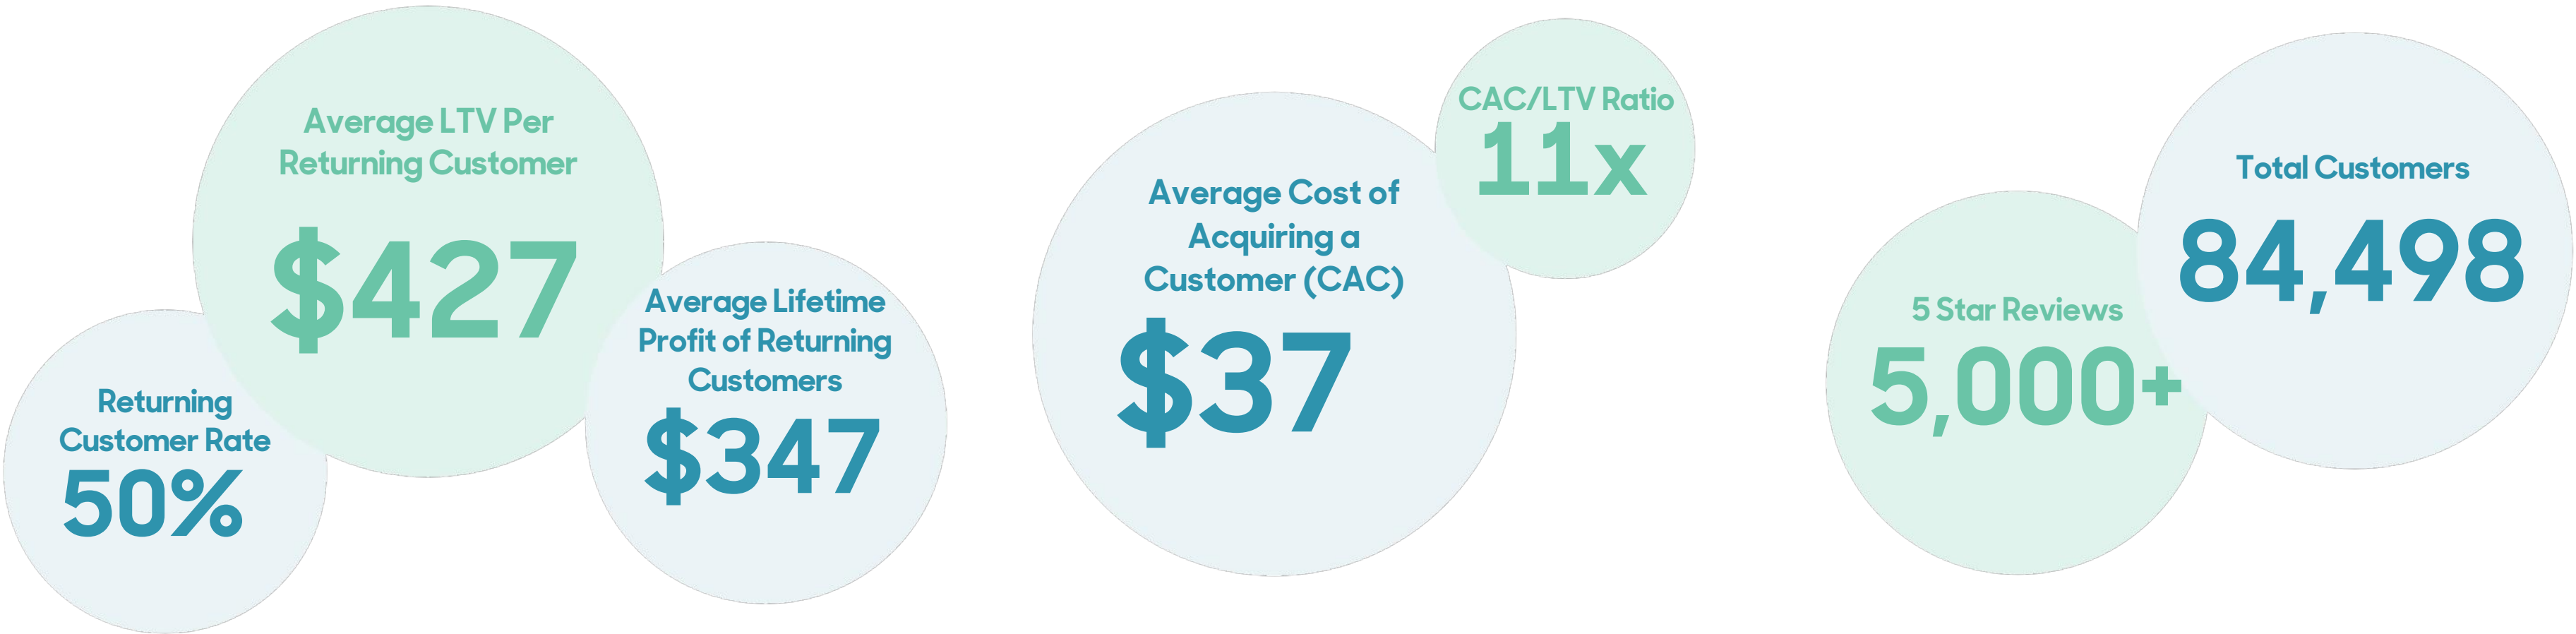 Average LTV Per
Returning Customer
$427
Returning
Customer Rate
50%
Average Lifetime
Profit of Returning
Customers
$347
Average Cost of
Acquiring a
Customer (CAC)
$37
CAC/LTV Ratio
11x
5 Star Reviews
5,000+
Total Customers
84,498